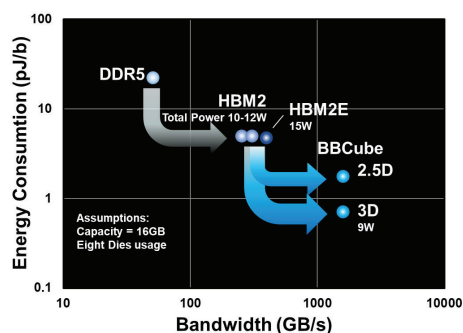 Energy Consumtion (pJ/b)
100
10
1
0.1
DDR5
HBM2
Total Power 10-12W
HBM2E
15W
BBCube
2.5D
3D
9W
Assumptions:
Capacity = 16GB
Eight Dies usage
10
100
1000
10000
Bandwidth (GB/s)